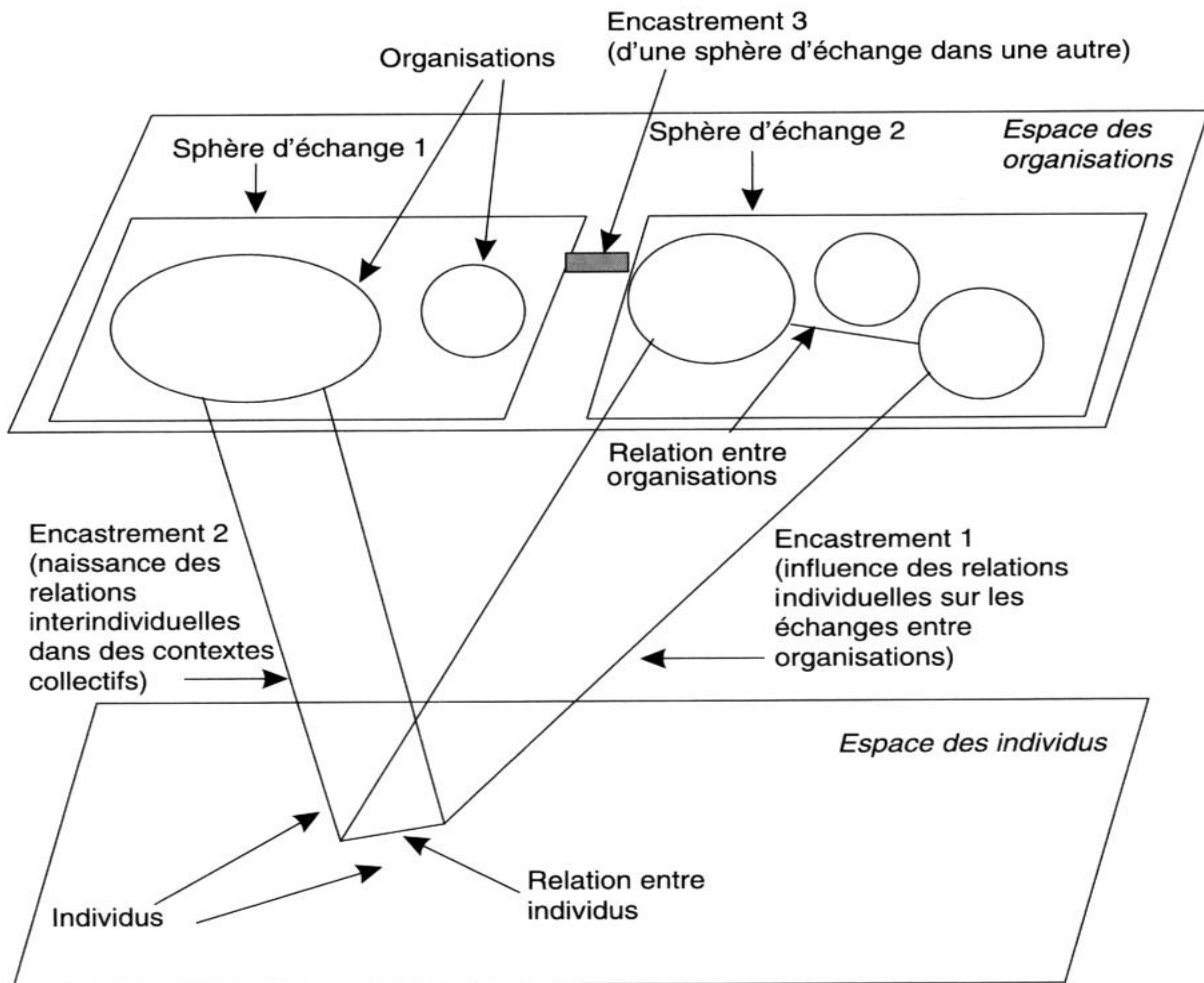 Encastrement 3
(d'une sphère d'échange dans une autre)
Organisations
Sphère d'échange 1
Sphère d'échange 2
Espace des
organisations
Relation entre
organisations
Encastrement 2
(naissance des
relations
interindividuelles
dans des contextes
collectifs)
Encastrement 1
(influence des relations
individuelles sur les
échanges entre
organisations)
Espace des individus
Individus
Relation entre
individus